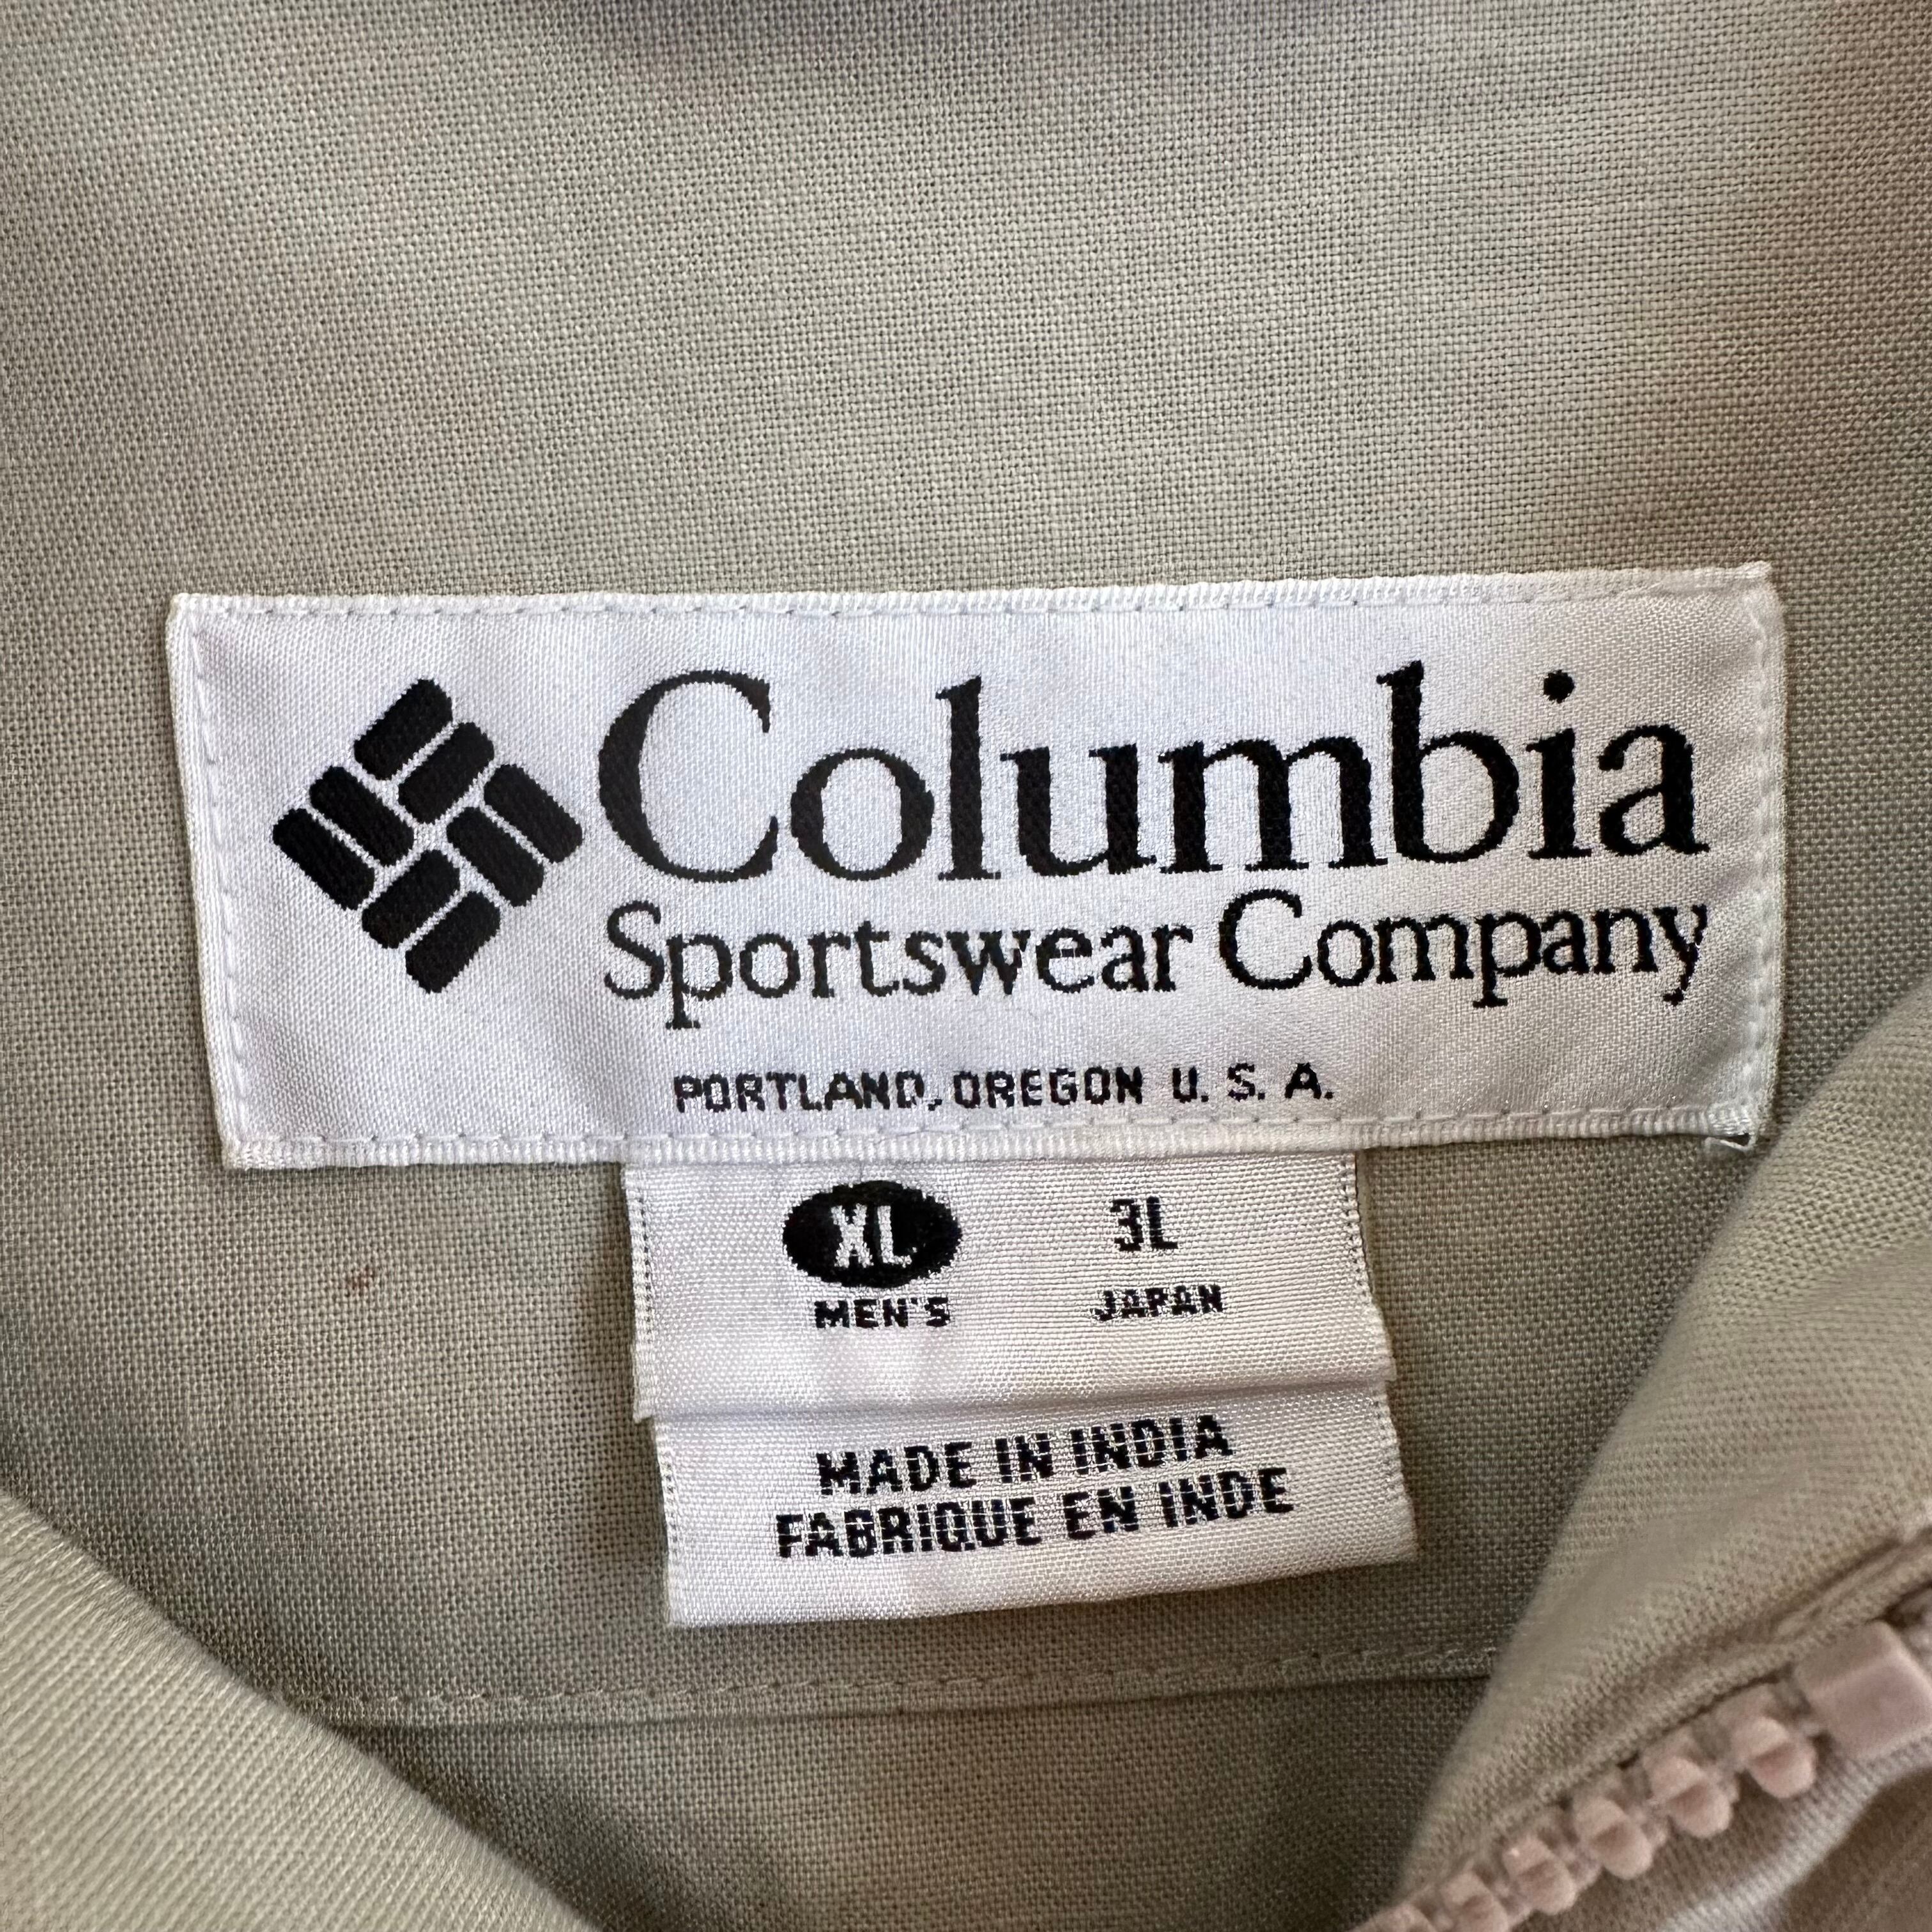 Columbia
Sportswear Company
PORTLAND, OREGON U. S. A.
XL 3L
MEN'S JAPAN
MADE IN INDIA
FABRIQUE EN INDE